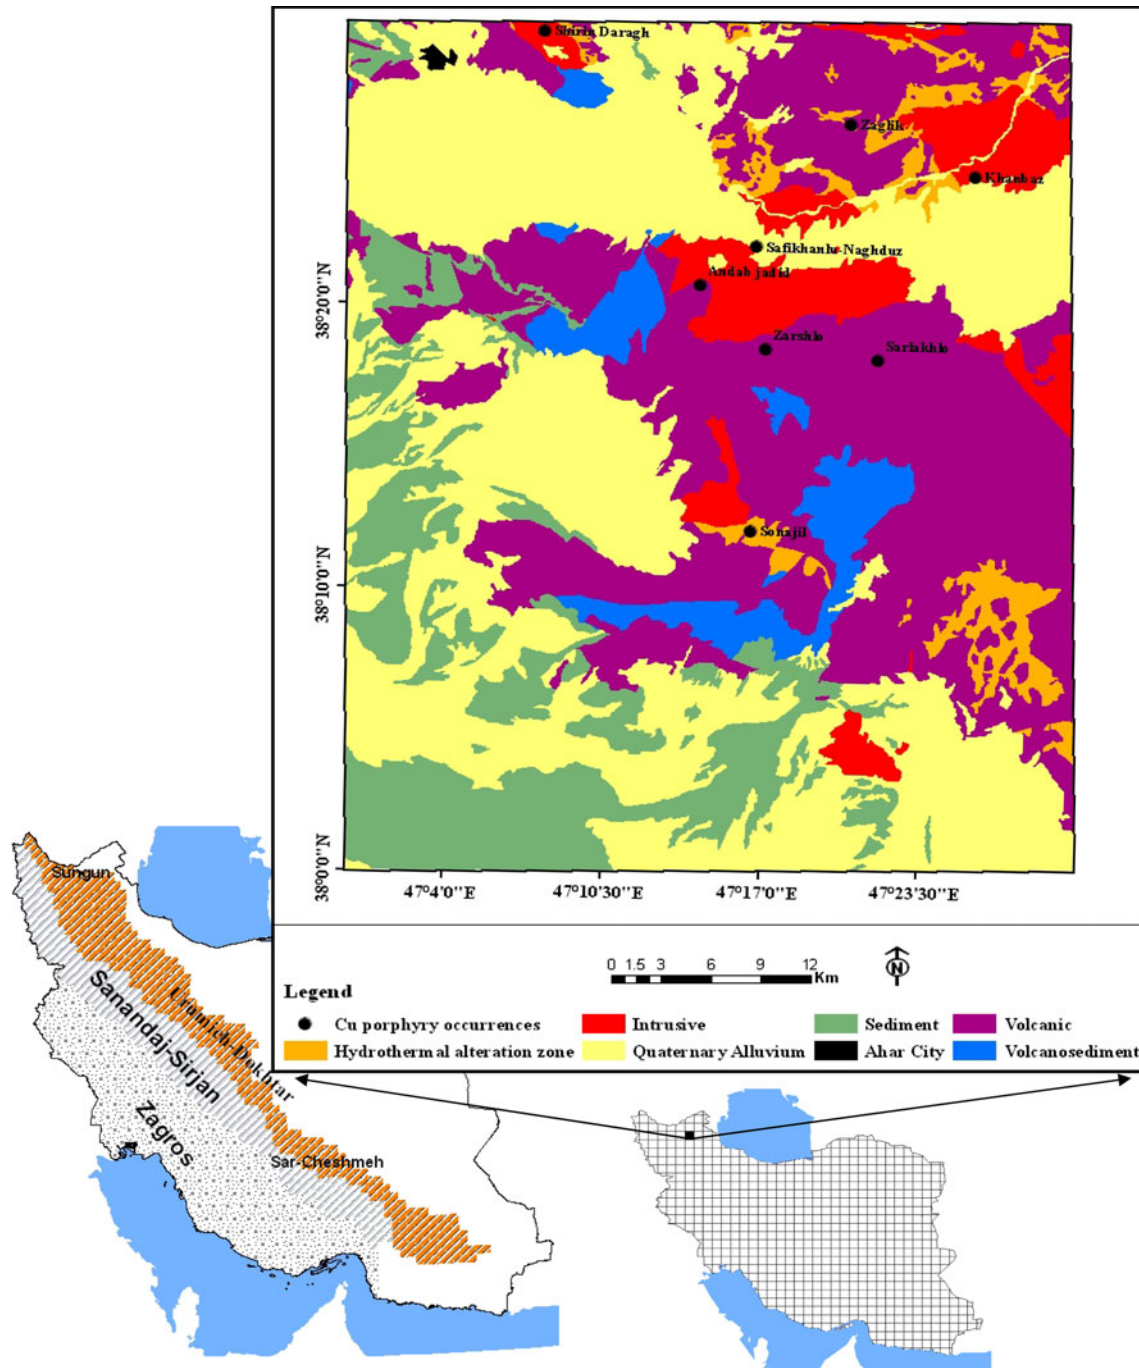 Shirin Daragh
Zaglik
Khanbaz
Safikhanlu-Naghduz
Andab jadid
38°20'0"N
Zarshlo
Sarlakhlo
Sonajil
38°10'0"N
38°0'0"N
47°4'0"E 47°10'30"E 47°17'0"E 47°23'30"E
0 1.5 3 6 9 12
Km
N
Legend
Cu porphyry occurrences Intrusive Sediment Volcanic
Hydrothermal alteration zone Quaternary Alluvium Ahar City Volcanosediment
Sungun
Sanandaj-Sirjan
Urumieh-Dokhtar
Zagros
Sar-Cheshmeh